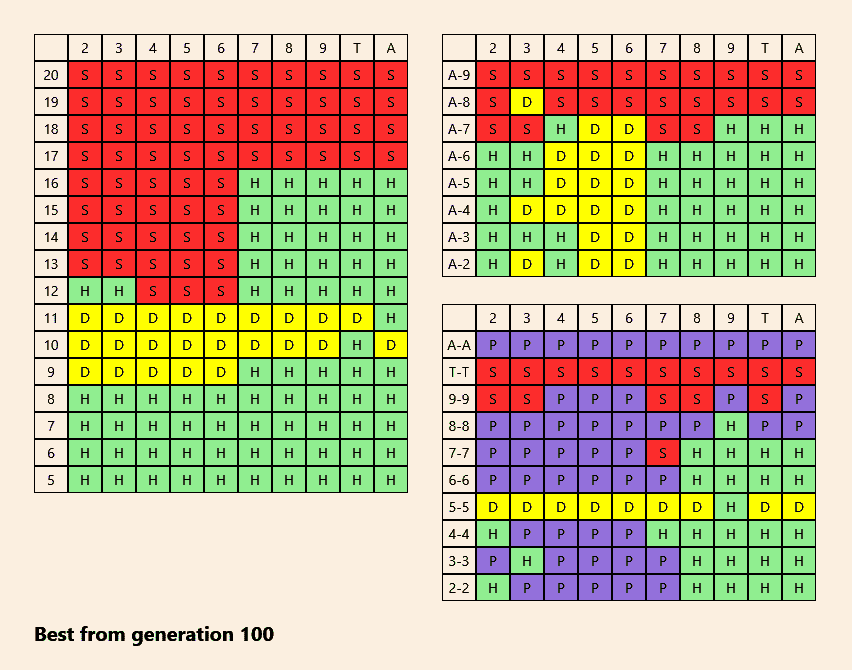 2 3 4 5 6 7 8 9 T A
20 S S S S S S S S S S
19 S S S S S S S S S S
18 S S S S S S S S S S
17 S S S S S S S S S S
16 S S S S S H H H H H
15 S S S S S H H H H H
14 S S S S S H H H H H
13 S S S S S H H H H H
12 H H S S S H H H H H
11 D D D D D D D D D H
10 D D D D D D D D H D
9 D D D D D H H H H H
8 H H H H H H H H H H
7 H H H H H H H H H H
6 H H H H H H H H H H
5 H H H H H H H H H H
2 3 4 5 6 7 8 9 T A
A-9 S S S S S S S S S S
A-8 S D S S S S S S S S
A-7 S S H D D S S H H H
A-6 H H D D D H H H H H
A-5 H H D D D H H H H H
A-4 H D D D D H H H H H
A-3 H H H D D H H H H H
A-2 H D H D D H H H H H
2 3 4 5 6 7 8 9 T A
A-A P P P P P P P P P P
T-T S S S S S S S S S S
9-9 S S P P P S S P S P
8-8 P P P P P P P H P P
7-7 P P P P P S H H H H
6-6 P P P P P P H H H H
5-5 D D D D D D D H D D
4-4 H P P P P H H H H H
3-3 P H P P P P H H H H
2-2 H P P P P P H H H H
Best from generation 100